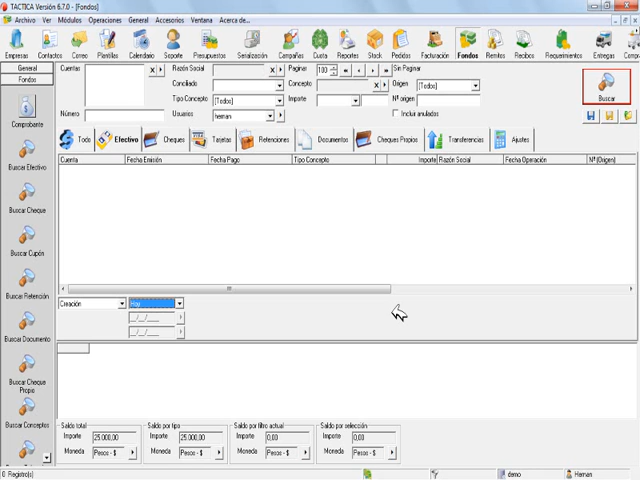 TACTICA Versión 6.7.0 - [Fondos]
Archivo Ver Módulos Operaciones General Accesorios Ventana Acerca de...
Empresas Contactos Correo Plantillas Calendario Soporte Presupuestos Serialización Campañas Cuota Reportes Stock Pedidos Facturación Fondos Remitos Recibos Requerimientos Entregas
General
Fondos
Comprobante
Buscar Efectivo
Buscar Cheque
Buscar Cupón
Buscar Retención
Buscar Documento
Buscar Cheque Propio
Buscar Conceptos
Cuentas X Razón Social X Paginar 100 Sin Paginar
Conciliado Concepto X Origen [Todos]
Tipo Concepto [Todos] Importe Nº origen
Número Usuarios hernan Incluir anulados
Buscar
Todo Efectivo Cheques Tarjetas Retenciones Documentos Cheques Propios Transferencias Ajustes
Cuenta Fecha Emisión Fecha Pago Tipo Concepto Importe Razón Social Fecha Operación Nº (Origen)
Creación Hoy
__/__/____
__/__/____
Saldo total Saldo por tipo Saldo por filtro actual Saldo por selección
Importe 25.000,00 Importe 25.000,00 Importe 0,00 Importe 0,00
Moneda Pesos - $ Moneda Pesos - $ Moneda Pesos - $ Moneda Pesos - $
Registro(s) demo Hernan